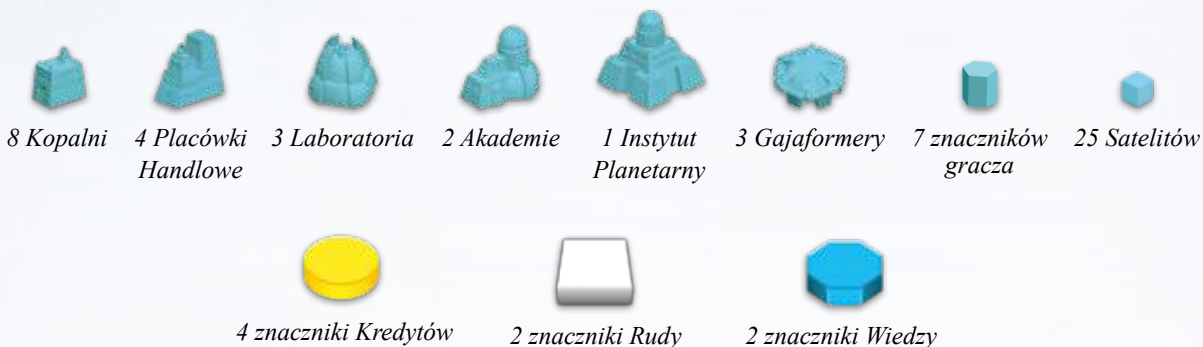 8 Kopalni
4 Placówki
Handlowe
3 Laboratoria
2 Akademie
1 Instytut
Planetarny
3 Gajaformery
7 znaczników
gracza
25 Satelitów
4 znaczniki Kredytów
2 znaczniki Rudy
2 znaczniki Wiedzy